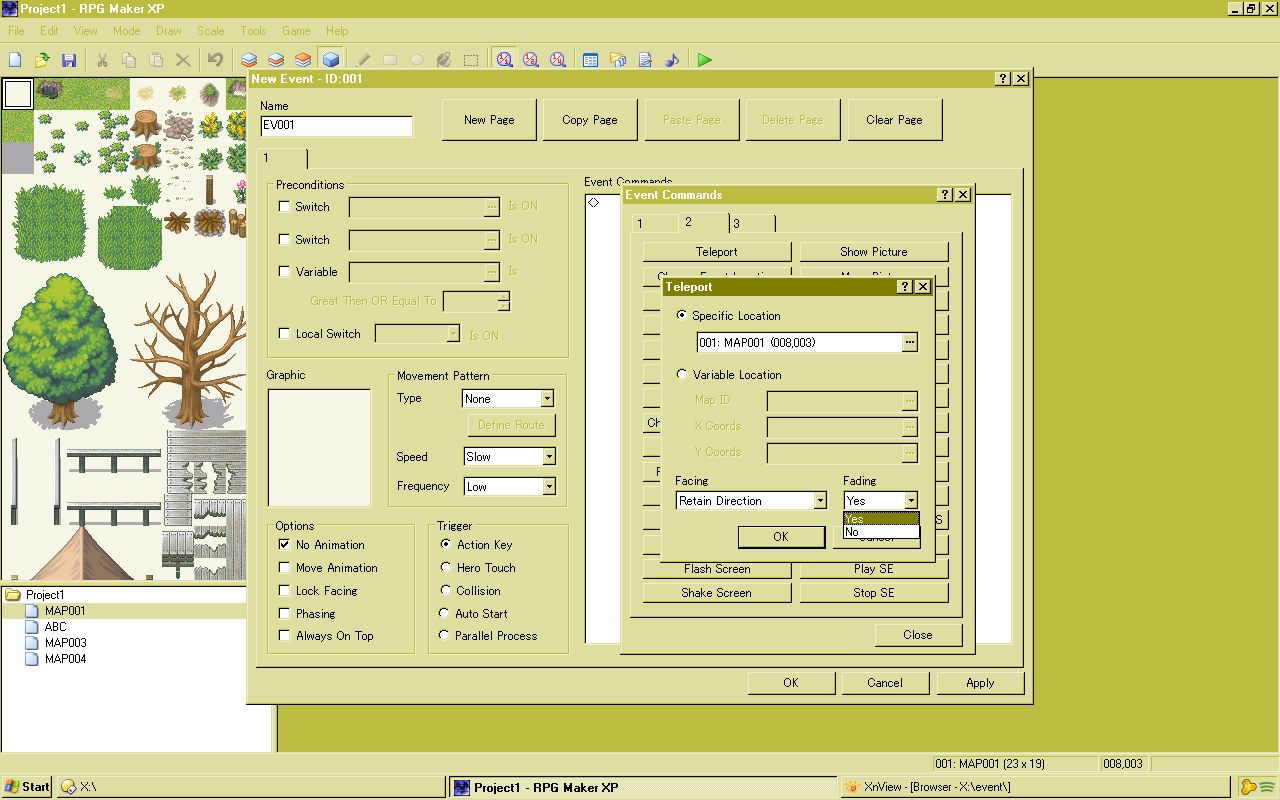 Project1 - RPG Maker XP
File Edit View Mode Draw Scale Tools Game Help
New Event - ID:001
Name
EV001
New Page
Copy Page
Paste Page
Delete Page
Clear Page
1
Preconditions
Switch
Is ON
Switch
Is ON
Variable
Is
Great Then OR Equal To
Local Switch
Is ON
Graphic
Movement Pattern
Type
None
Define Route
Speed
Slow
Frequency
Low
Options
No Animation
Move Animation
Lock Facing
Phasing
Always On Top
Trigger
Action Key
Hero Touch
Collision
Auto Start
Parallel Process
Event Commands
<>
Event Commands
1 2 3
Teleport
Show Picture
Teleport
Specific Location
001: MAP001 (008,003)
Variable Location
Map ID
X Coords
Y Coords
Facing
Fading
Retain Direction
Yes
Yes
No
OK
Cancel
Flash Screen
Play SE
Shake Screen
Stop SE
Close
OK
Cancel
Apply
Project1
MAP001
ABC
MAP003
MAP004
001: MAP001 (23 x 19)
008,003
Start
X:\
Project1 - RPG Maker XP
XnView - [Browser - X:\event\]